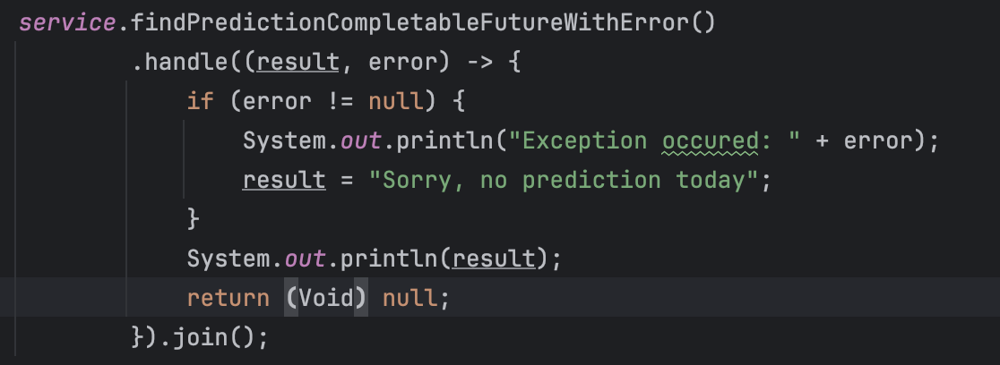 service.findPredictionCompletableFutureWithError()
.handle((result, error) -> {
if (error != null) {
System.out.println("Exception occured: " + error);
result = "Sorry, no prediction today";
}
System.out.println(result);
return (Void) null;
}).join();